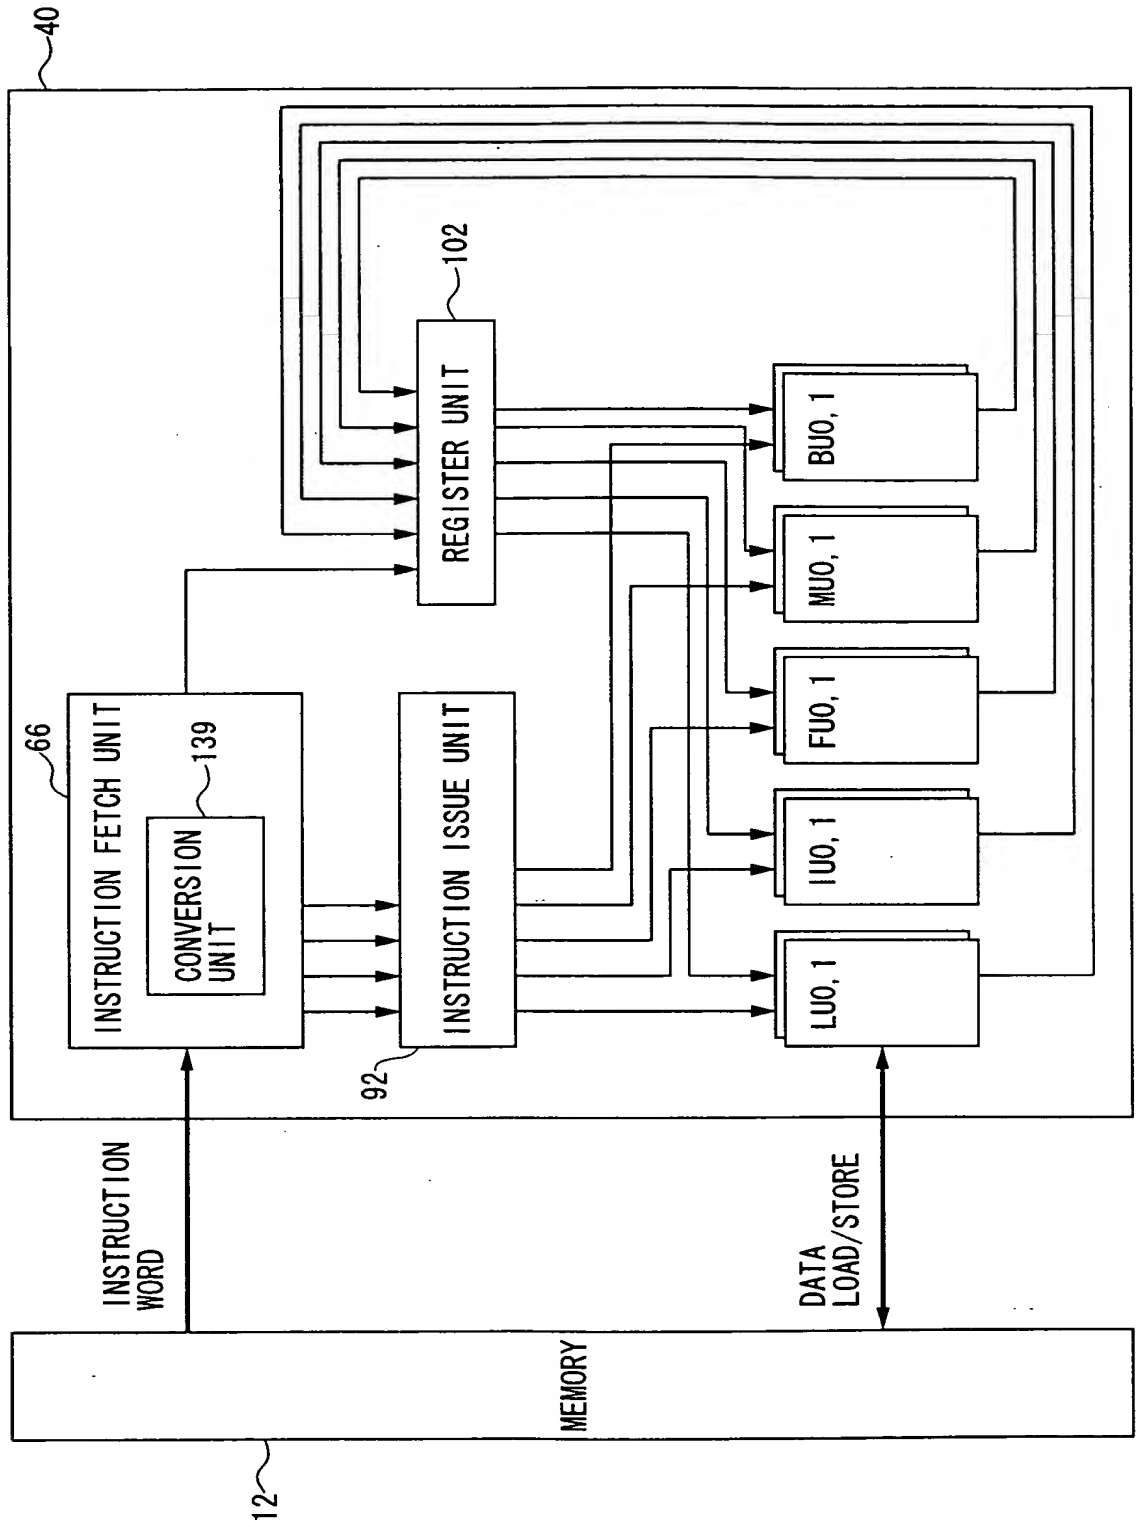 40
66
INSTRUCTION FETCH UNIT
139
CONVERSION
UNIT
102
REGISTER UNIT
92
INSTRUCTION ISSUE UNIT
LU0, 1
IU0, 1
FU0, 1
MU0, 1
BU0, 1
INSTRUCTION
WORD
DATA
LOAD/STORE
12
MEMORY